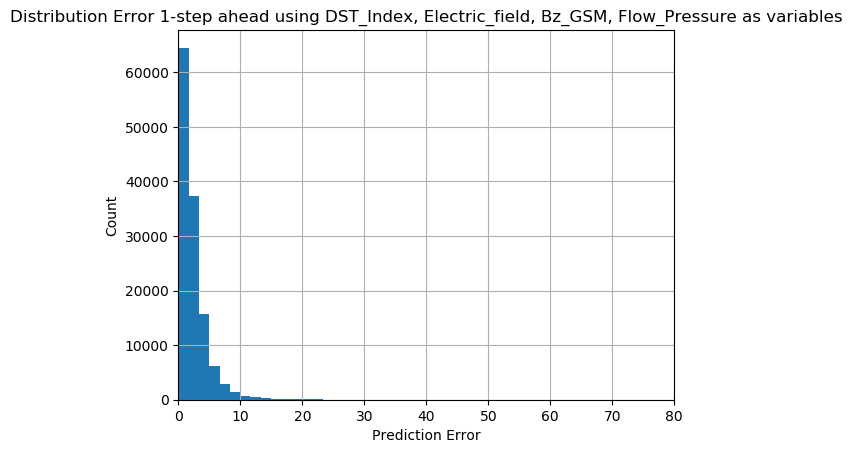 Distribution Error 1-step ahead using DST_Index, Electric_field, Bz_GSM, Flow_Pressure as variables
60000
50000
40000
30000
20000
10000
0
Count
0 10 20 30 40 50 60 70 80
Prediction Error